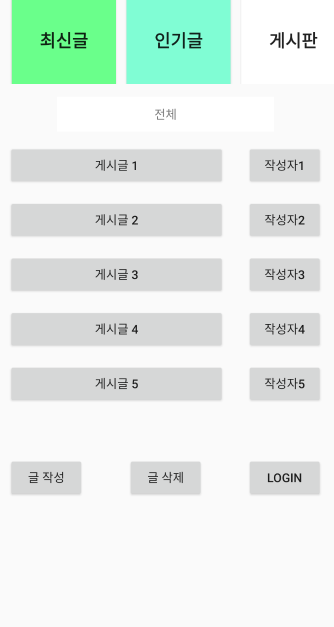 최신글 인기글 게시판
전체
게시글 1 작성자1
게시글 2 작성자2
게시글 3 작성자3
게시글 4 작성자4
게시글 5 작성자5
글 작성 글 삭제 LOGIN